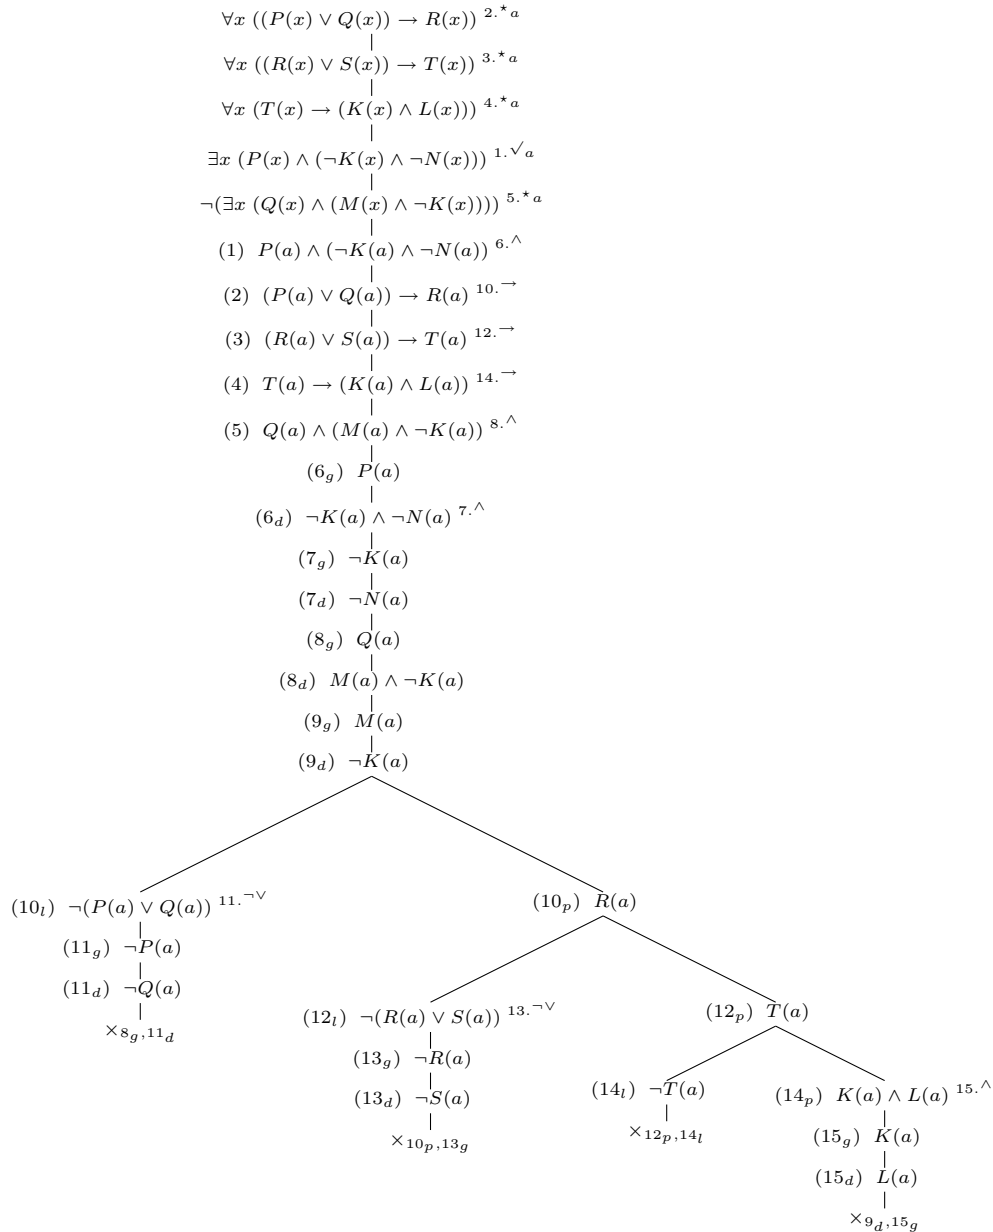 ∀x ((P(x) ∨ Q(x)) → R(x)) 2.⋆a
∀x ((R(x) ∨ S(x)) → T(x)) 3.⋆a
∀x (T(x) → (K(x) ∧ L(x))) 4.⋆a
∃x (P(x) ∧ (¬K(x) ∧ ¬N(x))) 1.√a
¬(∃x (Q(x) ∧ (M(x) ∧ ¬K(x)))) 5.⋆a
(1) P(a) ∧ (¬K(a) ∧ ¬N(a)) 6.∧
(2) (P(a) ∨ Q(a)) → R(a) 10.→
(3) (R(a) ∨ S(a)) → T(a) 12.→
(4) T(a) → (K(a) ∧ L(a)) 14.→
(5) Q(a) ∧ (M(a) ∧ ¬K(a)) 8.∧
(6g) P(a)
(6d) ¬K(a) ∧ ¬N(a) 7.∧
(7g) ¬K(a)
(7d) ¬N(a)
(8g) Q(a)
(8d) M(a) ∧ ¬K(a)
(9g) M(a)
(9d) ¬K(a)
(10l) ¬(P(a) ∨ Q(a)) 11.¬∨
(11g) ¬P(a)
(11d) ¬Q(a)
×8g,11d
(10p) R(a)
(12l) ¬(R(a) ∨ S(a)) 13.¬∨
(13g) ¬R(a)
(13d) ¬S(a)
×10p,13g
(12p) T(a)
(14l) ¬T(a)
×12p,14l
(14p) K(a) ∧ L(a) 15.∧
(15g) K(a)
(15d) L(a)
×9d,15g